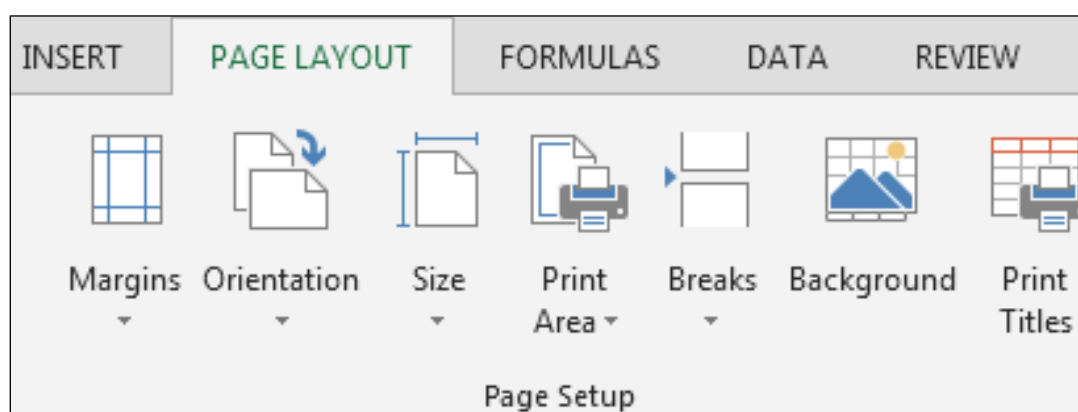 INSERT PAGE LAYOUT FORMULAS DATA REVIEW
Margins Orientation Size Print Breaks Background Print
Area Titles
Page Setup